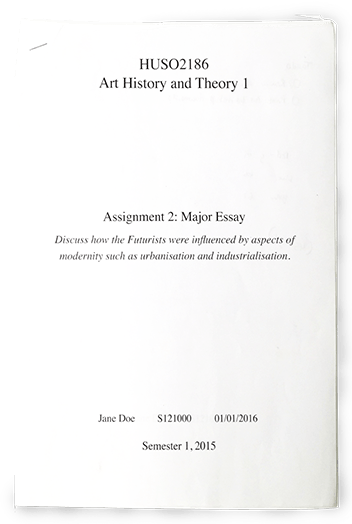 HUSO2186
Art History and Theory 1
Assignment 2: Major Essay
Discuss how the Futurists were influenced by aspects of
modernity such as urbanisation and industrialisation.
Jane Doe S121000 01/01/2016
Semester 1, 2015